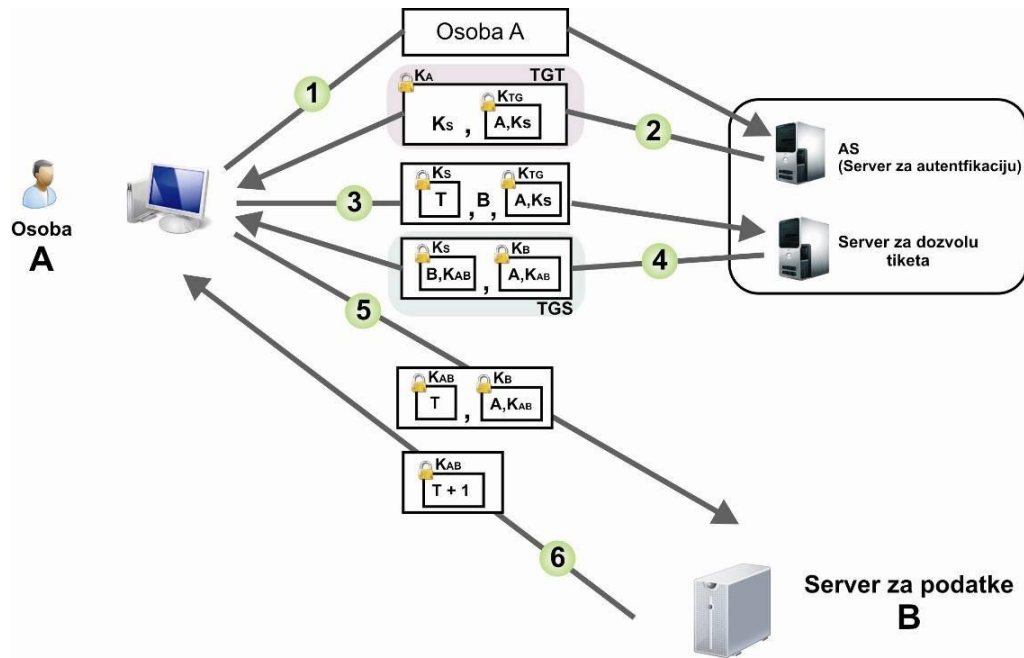 Osoba A
KA
TGT
KS , KTG
A,Ks
1
2
AS
(Server za autentfikaciju)
3
KS
T , B , KTG
A,Ks
Osoba
A
Server za dozvolu
tiketa
KS
B,KAB , KB
A,KAB
4
TGS
5
KAB
T , KB
A,KAB
KAB
T + 1
6
Server za podatke
B